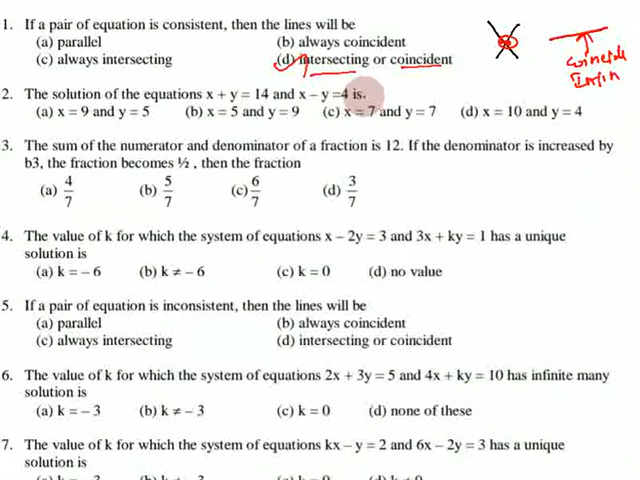 1. If a pair of equation is consistent, then the lines will be
(a) parallel (b) always coincident
(c) always intersecting (d) intersecting or coincident
2. The solution of the equations x + y = 14 and x – y =4 is.
(a) x = 9 and y = 5 (b) x = 5 and y = 9 (c) x = 7 and y = 7 (d) x = 10 and y = 4
3. The sum of the numerator and denominator of a fraction is 12. If the denominator is increased by
b3, the fraction becomes ½ , then the fraction
(a) 4/7 (b) 5/7 (c) 6/7 (d) 3/7
4. The value of k for which the system of equations x – 2y = 3 and 3x + ky = 1 has a unique
solution is
(a) k = – 6 (b) k ≠ – 6 (c) k = 0 (d) no value
5. If a pair of equation is inconsistent, then the lines will be
(a) parallel (b) always coincident
(c) always intersecting (d) intersecting or coincident
6. The value of k for which the system of equations 2x + 3y = 5 and 4x + ky = 10 has infinite many
solution is
(a) k = – 3 (b) k ≠ – 3 (c) k = 0 (d) none of these
7. The value of k for which the system of equations kx – y = 2 and 6x – 2y = 3 has a unique
solution is